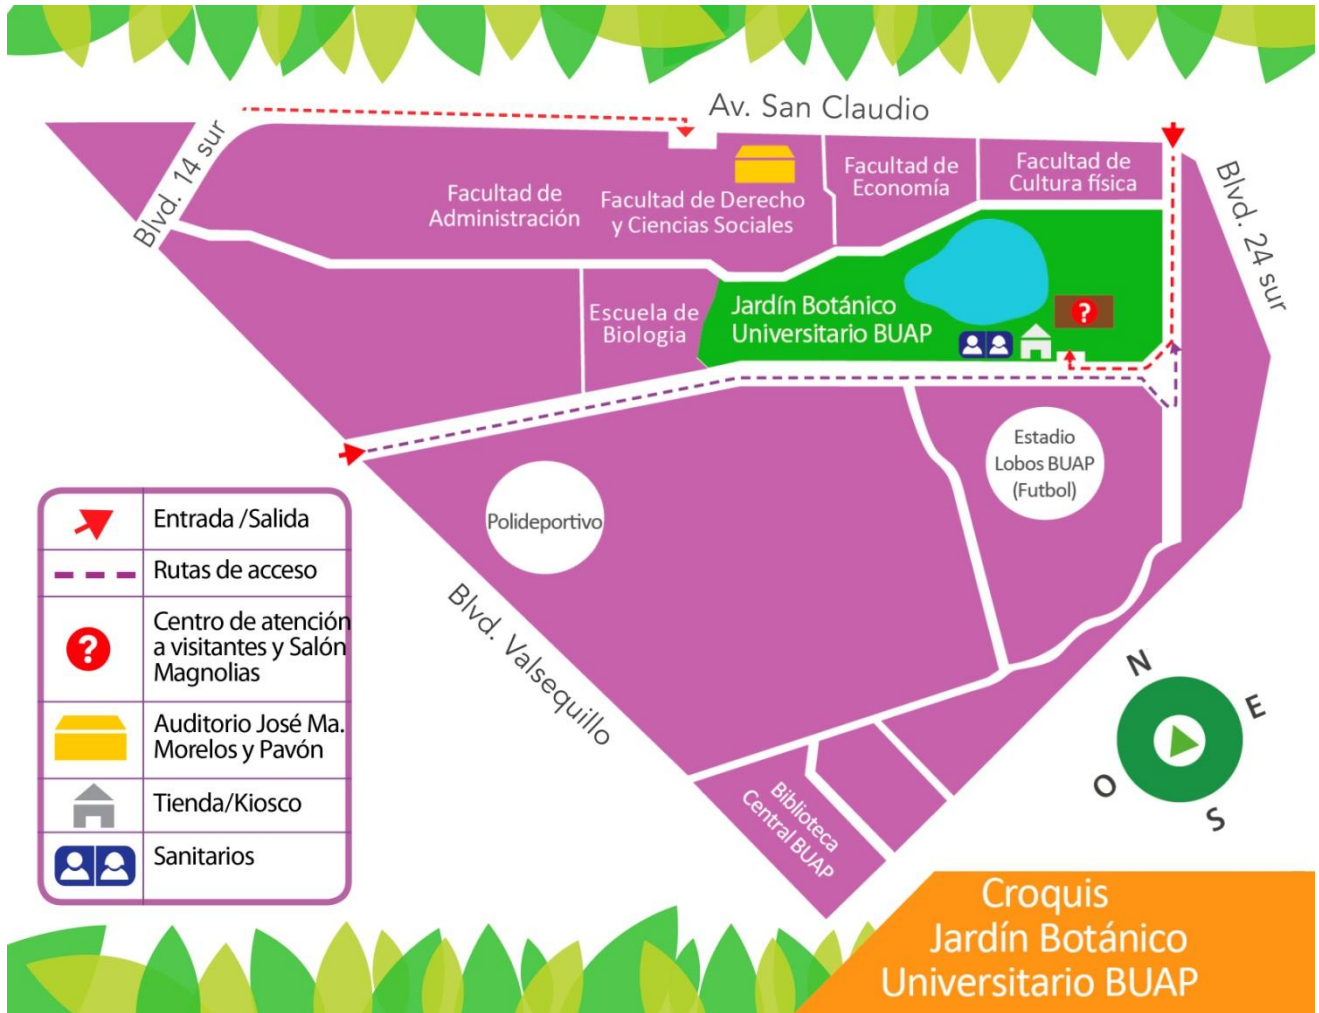 Av. San Claudio
Blvd. 14 sur
Blvd. 24 sur
Facultad de
Administración
Facultad de Derecho
y Ciencias Sociales
Facultad de
Economía
Facultad de
Cultura física
Escuela de
Biologia
Jardín Botánico
Universitario BUAP
?
Estadio
Lobos BUAP
(Futbol)
Polideportivo
Blvd. Valsequillo
Biblioteca
Central BUAP
Entrada /Salida
Rutas de acceso
?
Centro de atención
a visitantes y Salón
Magnolias
Auditorio José Ma.
Morelos y Pavón
Tienda/Kiosco
Sanitarios
N
E
O
S
Croquis
Jardín Botánico
Universitario BUAP